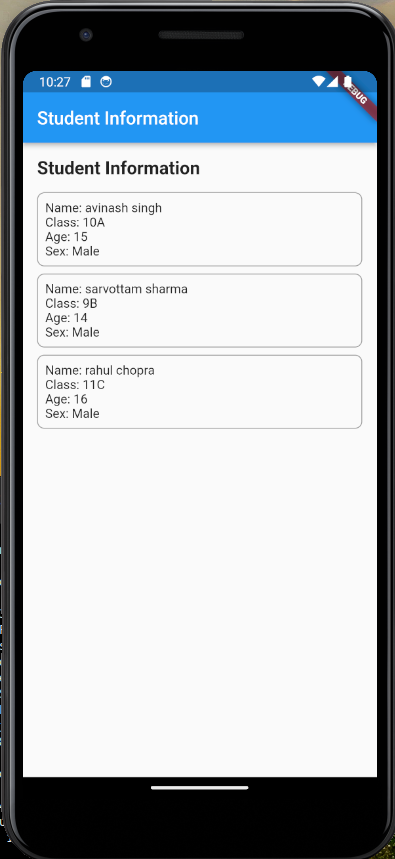 10:27
DEBUG
Student Information
Student Information
Name: avinash singh
Class: 10A
Age: 15
Sex: Male
Name: sarvottam sharma
Class: 9B
Age: 14
Sex: Male
Name: rahul chopra
Class: 11C
Age: 16
Sex: Male